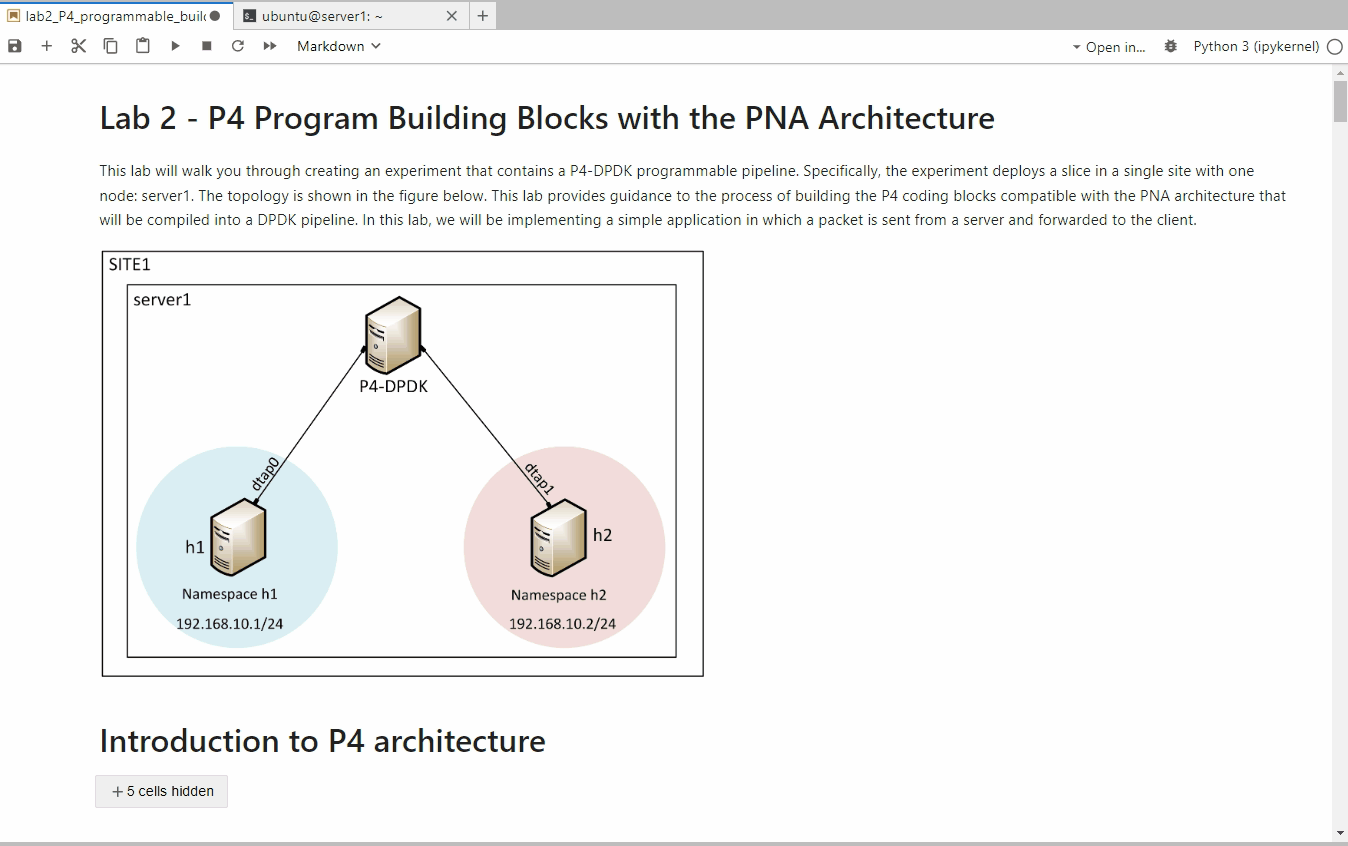 lab2_P4_programmable_build
ubuntu@server1: ~
Markdown
Open in...
Python 3 (ipykernel)
Lab 2 - P4 Program Building Blocks with the PNA Architecture
This lab will walk you through creating an experiment that contains a P4-DPDK programmable pipeline. Specifically, the experiment deploys a slice in a single site with one
node: server1. The topology is shown in the figure below. This lab provides guidance to the process of building the P4 coding blocks compatible with the PNA architecture that
will be compiled into a DPDK pipeline. In this lab, we will be implementing a simple application in which a packet is sent from a server and forwarded to the client.
SITE1
server1
P4-DPDK
dtap0
dtap1
h1
h2
Namespace h1
Namespace h2
192.168.10.1/24
192.168.10.2/24
Introduction to P4 architecture
+ 5 cells hidden